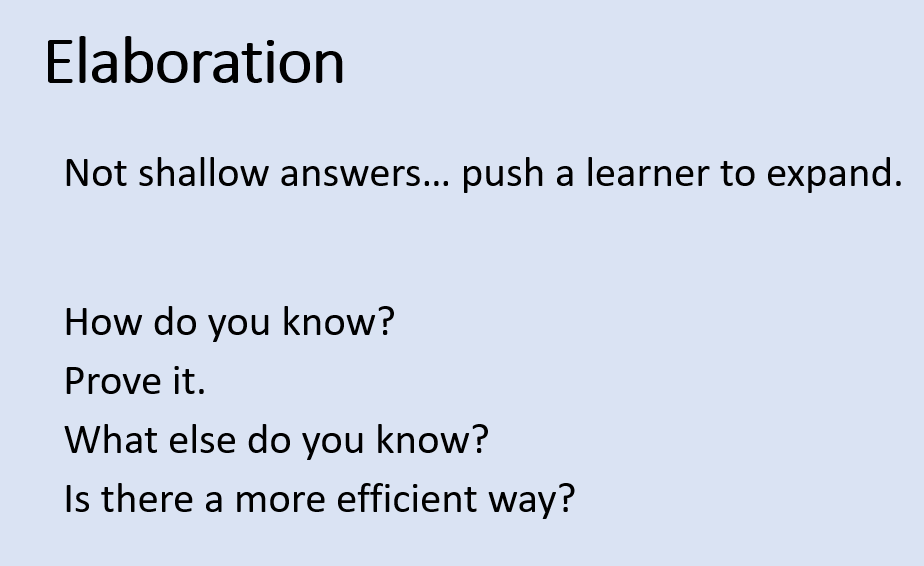 Elaboration
Not shallow answers… push a learner to expand.
How do you know?
Prove it.
What else do you know?
Is there a more efficient way?